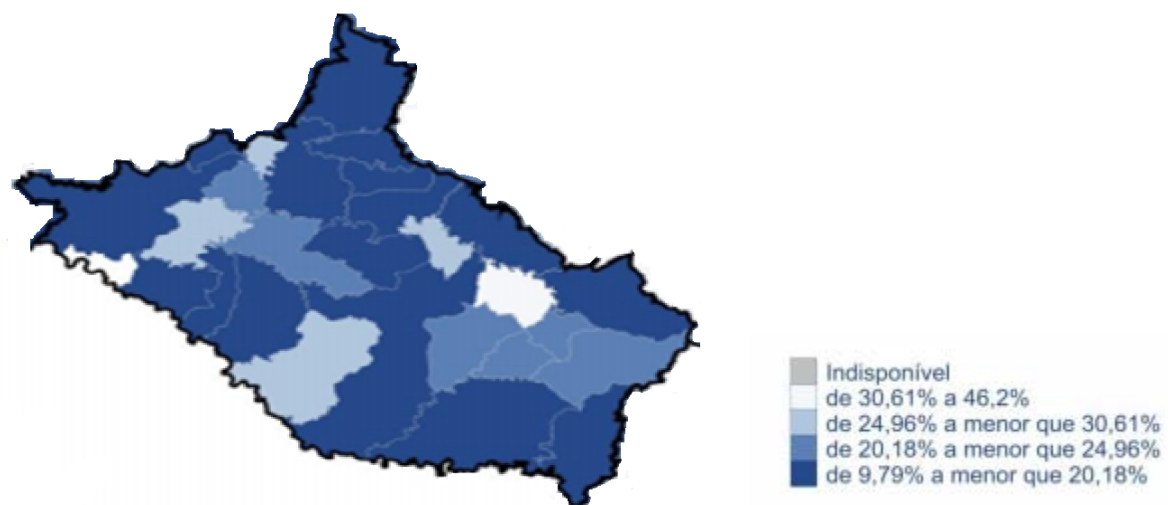 Indisponível
de 30,61% a 46,2%
de 24,96% a menor que 30,61%
de 20,18% a menor que 24,96%
de 9,79% a menor que 20,18%